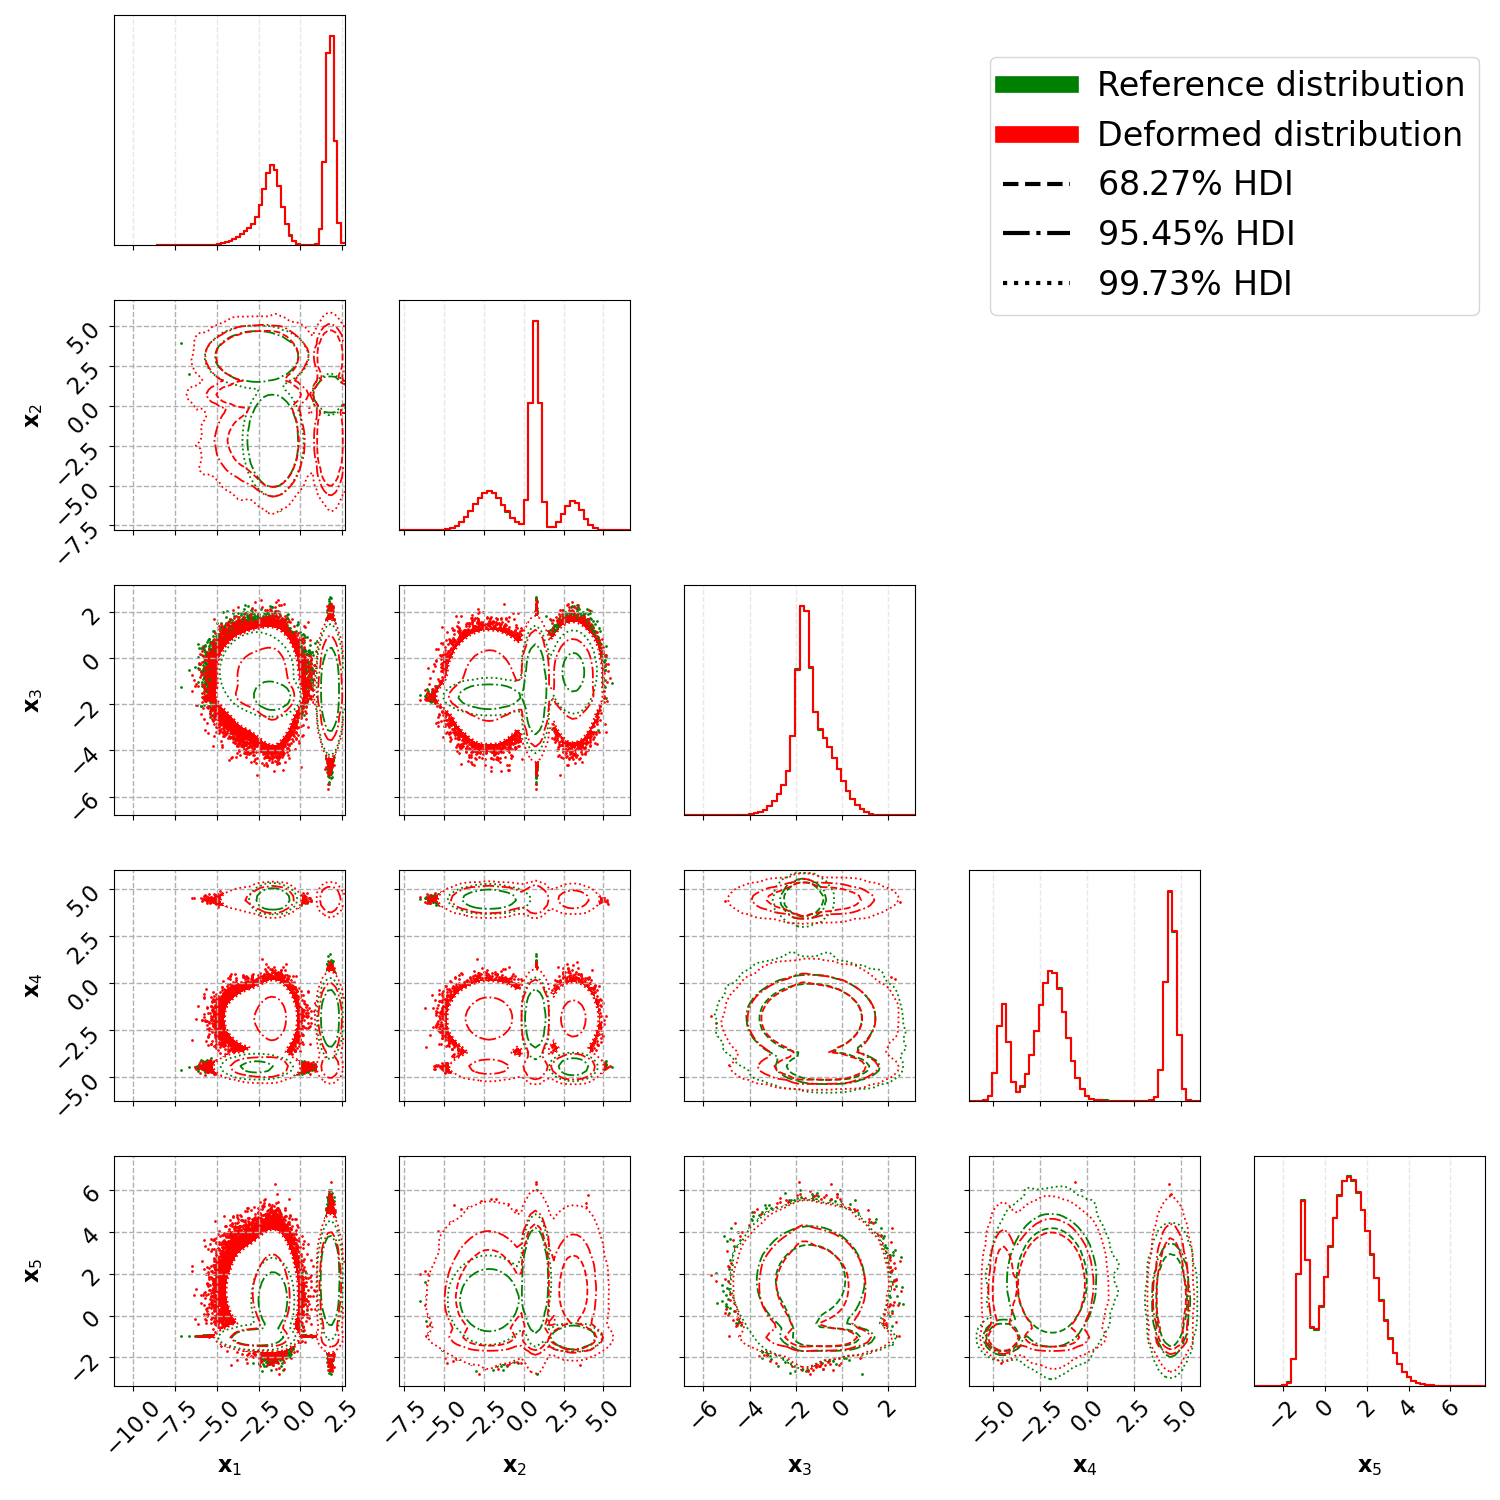 Reference distribution
Deformed distribution
68.27% HDI
95.45% HDI
99.73% HDI
5.0
2.5
0.0
−2.5
−5.0
−7.5
x₂
2
0
−2
−4
−6
x₃
5.0
2.5
0.0
−2.5
−5.0
x₄
6
4
2
0
−2
x₅
−10.0 −7.5 −5.0 −2.5 0.0 2.5
−7.5 −5.0 −2.5 0.0 2.5 5.0
−6 −4 −2 0 2
−5.0 −2.5 0.0 2.5 5.0
−2 0 2 4 6
x₁ x₂ x₃ x₄ x₅